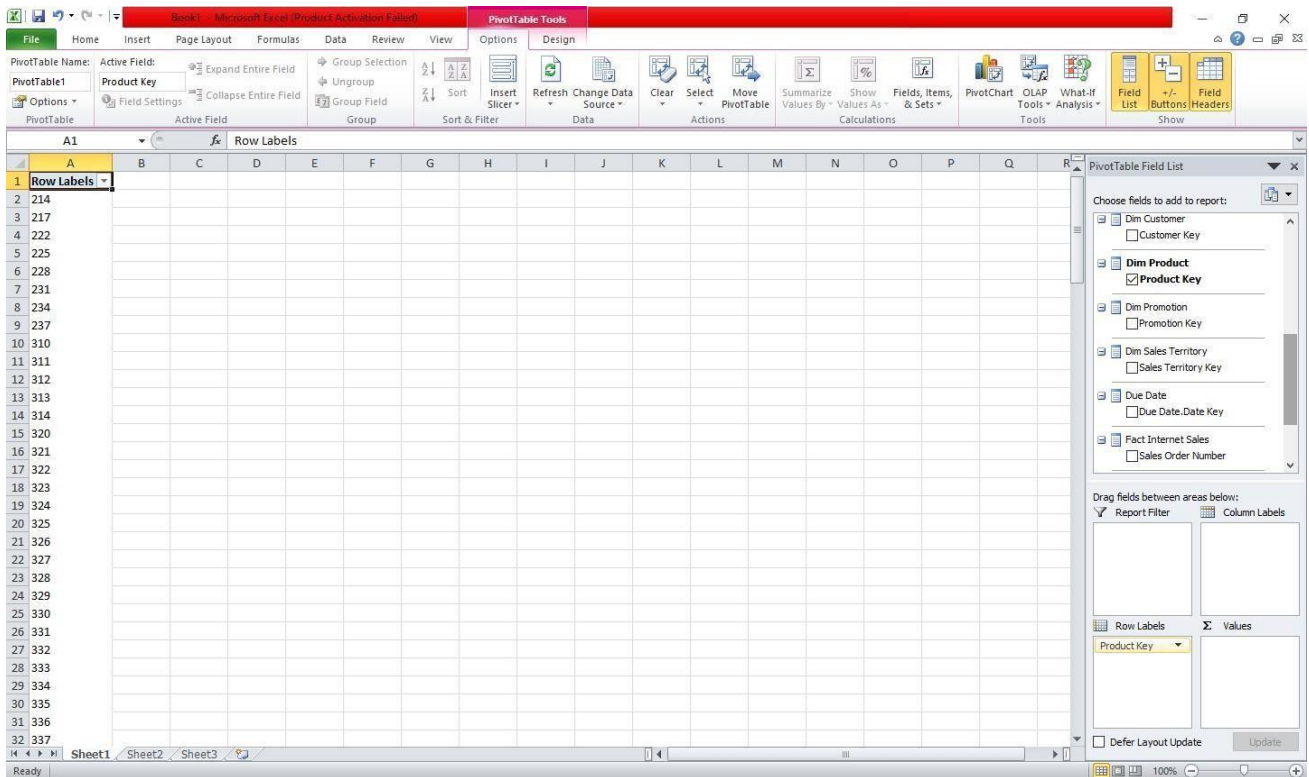 Book1 - Microsoft Excel (Product Activation Failed)
PivotTable Tools
File Home Insert Page Layout Formulas Data Review View Options Design
PivotTable Name: Active Field:
PivotTable1 Product Key
Options Field Settings
Expand Entire Field
Collapse Entire Field
Group Selection
Ungroup
Group Field
Sort
Insert Slicer
Refresh
Change Data Source
Clear
Select
Move PivotTable
Summarize Values By
Show Values As
Fields, Items, & Sets
PivotChart
OLAP Tools
What-If Analysis
Field List
+/- Buttons
Field Headers
PivotTable Active Field Group Sort & Filter Data Actions Calculations Tools Show
A1 fx Row Labels
A B C D E F G H I J K L M N O P Q R
1 Row Labels
2 214
3 217
4 222
5 225
6 228
7 231
8 234
9 237
10 310
11 311
12 312
13 313
14 314
15 320
16 321
17 322
18 323
19 324
20 325
21 326
22 327
23 328
24 329
25 330
26 331
27 332
28 333
29 334
30 335
31 336
32 337
Sheet1 Sheet2 Sheet3
Ready
PivotTable Field List
Choose fields to add to report:
Dim Customer
Customer Key
Dim Product
Product Key
Dim Promotion
Promotion Key
Dim Sales Territory
Sales Territory Key
Due Date
Due Date.Date Key
Fact Internet Sales
Sales Order Number
Drag fields between areas below:
Report Filter Column Labels
Row Labels Σ Values
Product Key
Defer Layout Update Update
100%